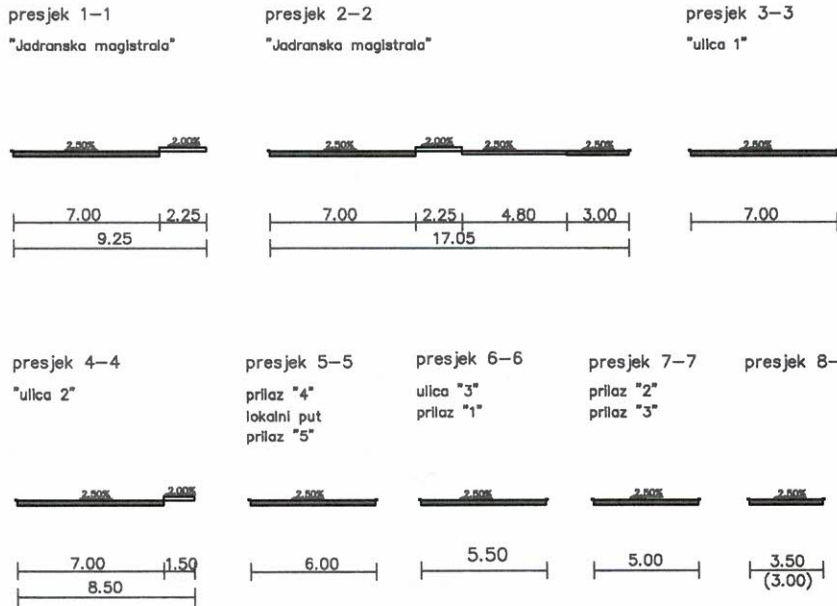 presjek 1-1
"Jadranska magistrala"
2.50% 2.00%
7.00 2.25
9.25
presjek 2-2
"Jadranska magistrala"
2.50% 2.00% 2.50% 2.50%
7.00 2.25 4.80 3.00
17.05
presjek 3-3
"ulica 1"
2.50%
7.00
presjek 4-4
"ulica 2"
2.50% 2.00%
7.00 1.50
8.50
presjek 5-5
prilaz "4"
lokalni put
prilaz "5"
2.50%
6.00
presjek 6-6
ulica "3"
prilaz "1"
2.50%
5.50
presjek 7-7
prilaz "2"
prilaz "3"
2.50%
5.00
presjek 8-
2.50%
3.50
(3.00)